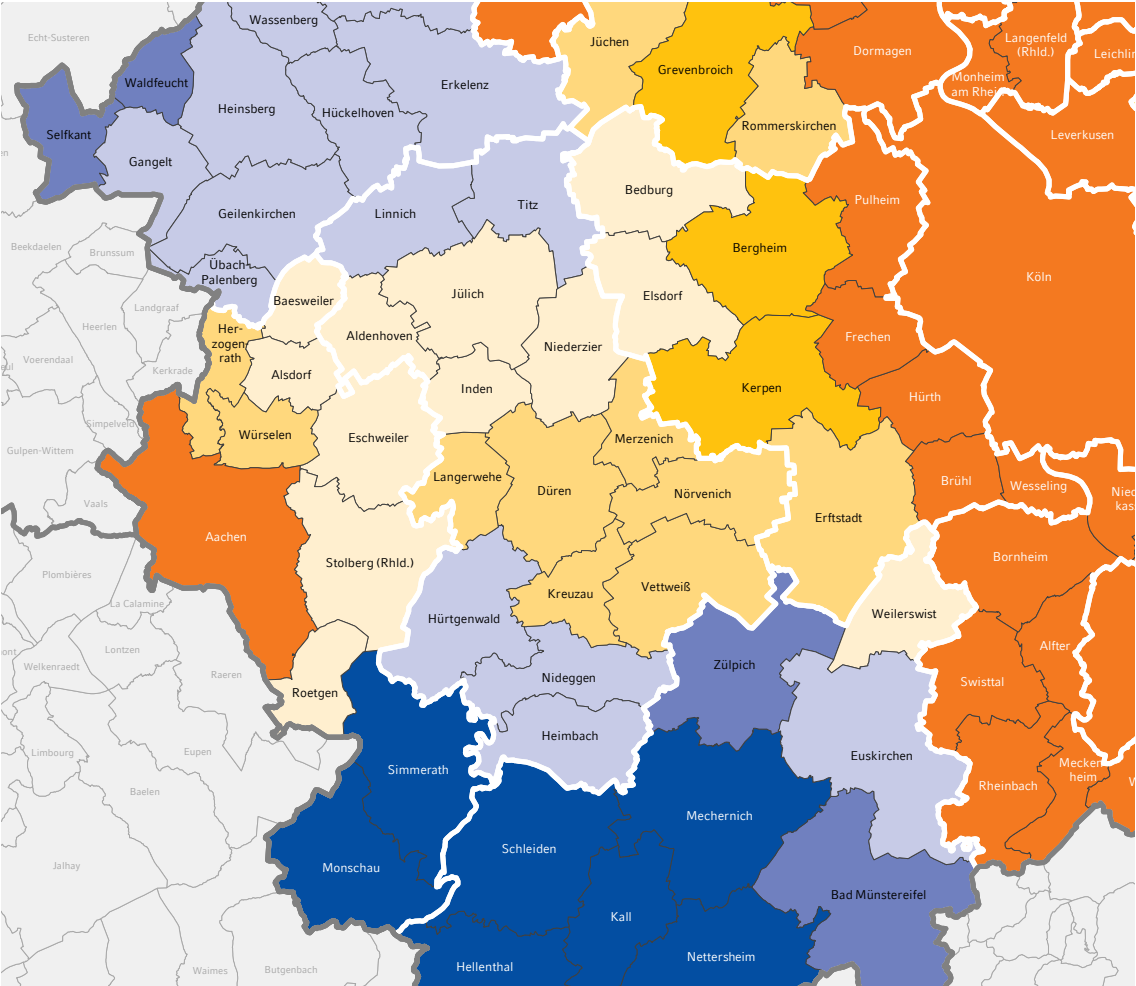 Echt-Susteren
Wassenberg
Jüchen
Grevenbroich
Dormagen
Langenfeld
(Rhld.)
Leichlin
Monheim
am Rhein
Waldfeucht
Erkelenz
Heinsberg
Hückelhoven
Rommerskirchen
Leverkusen
Selfkant
Gangelt
Bedburg
Pulheim
Titz
Linnich
Geilenkirchen
Beekdaelen
Brunssum
Bergheim
Übach-
Palenberg
Köln
Baesweiler
Jülich
Elsdorf
Landgraaf
Heerlen
Her-
zogen-
rath
Aldenhoven
Niederzier
Frechen
Voerendaal
Kerkrade
Alsdorf
Inden
Kerpen
Hürth
Simpelveld
Würselen
Eschweiler
Merzenich
Gulpen-Wittem
Langerwehe
Düren
Nörvenich
Brühl
Wesseling
Nied
kass
Vaals
Erftstadt
Aachen
Stolberg (Rhld.)
Bornheim
Plombières
Kreuzau
Vettweiß
La Calamine
Hürtgenwald
Weilerswist
Lontzen
Alfter
Welkenraedt
Raeren
Zülpich
Nideggen
Swisttal
Roetgen
Heimbach
Limbourg
Eupen
Euskirchen
Simmerath
Mecken-
heim
Rheinbach
W
Baelen
Mechernich
Schleiden
Jalhay
Monschau
Bad Münstereifel
Kall
Nettersheim
Hellenthal
Waimes
Butgenbach